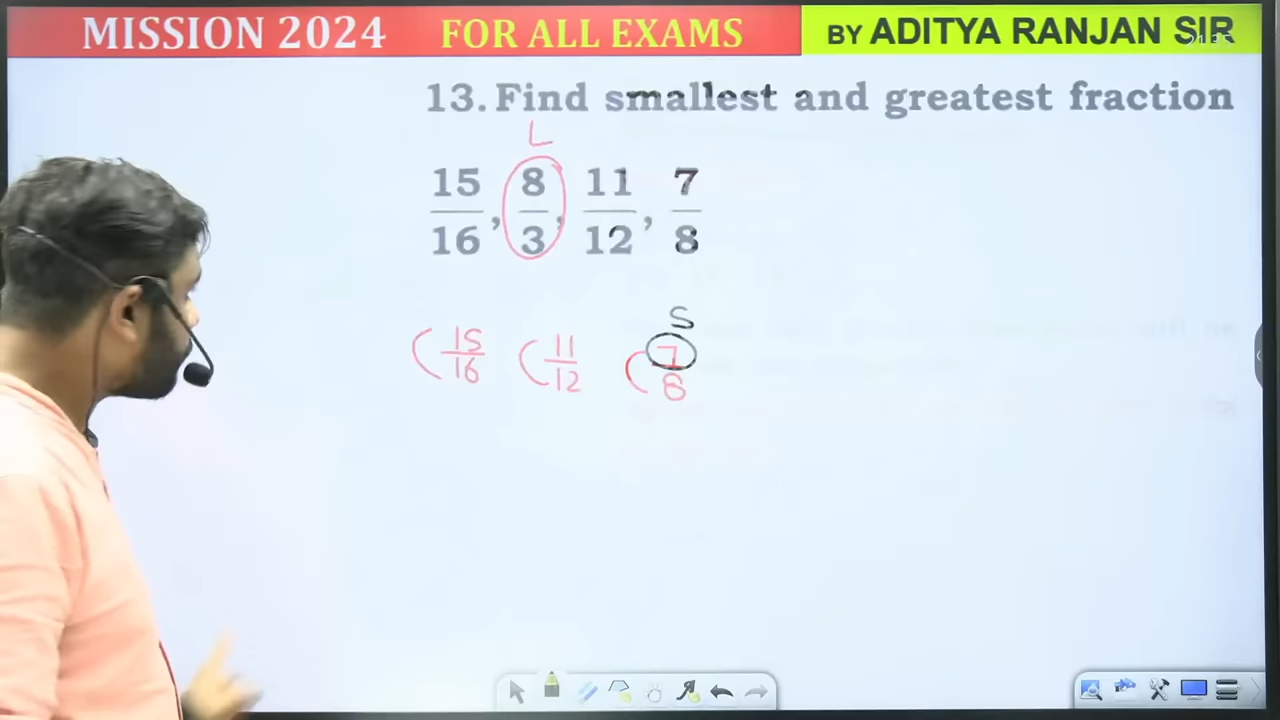 MISSION 2024 FOR ALL EXAMS BY ADITYA RANJAN SIR
13. Find smallest and greatest fraction
L
15/16, 8/3, 11/12, 7/8
S
15/16 11/12 7/8